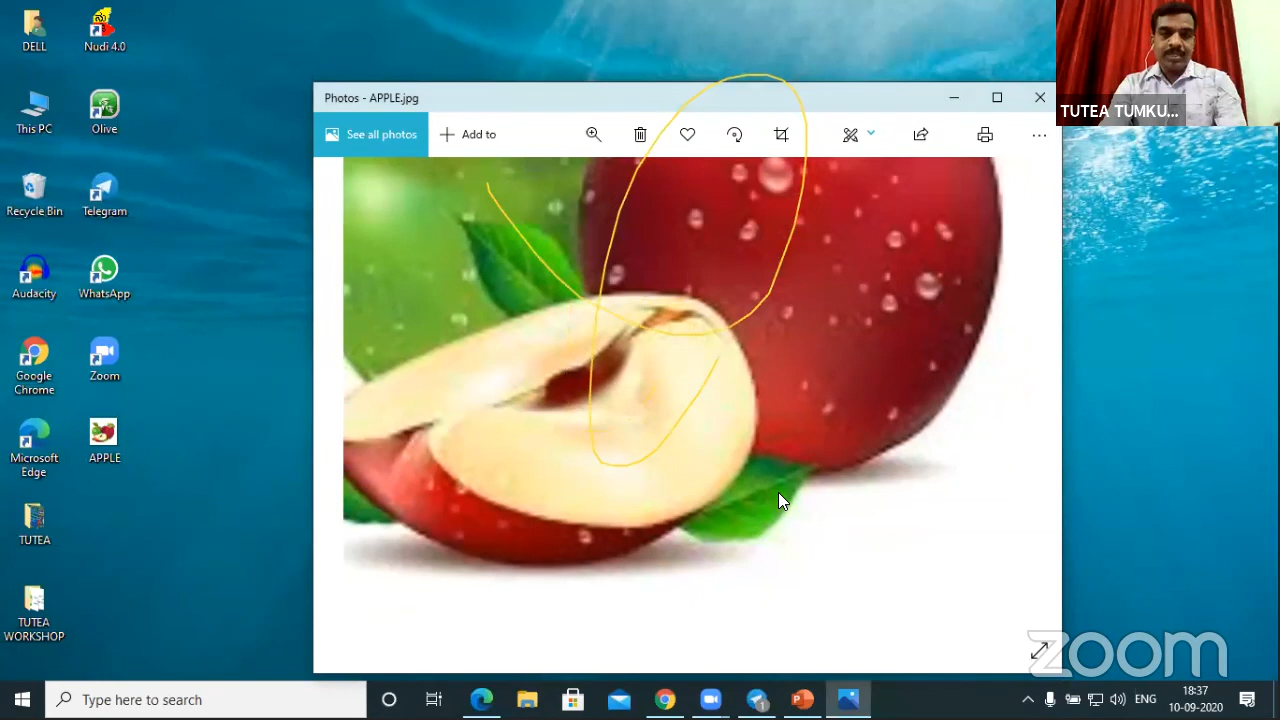 DELL
Nudi 4.0
This PC
Olive
Recycle Bin
Telegram
Audacity
WhatsApp
Google
Chrome
Zoom
Microsoft
Edge
APPLE
TUTEA
TUTEA
WORKSHOP
Photos - APPLE.jpg
See all photos
Add to
TUTEA TUMKU...
zoom
Type here to search
1
ENG
18:37
10-09-2020